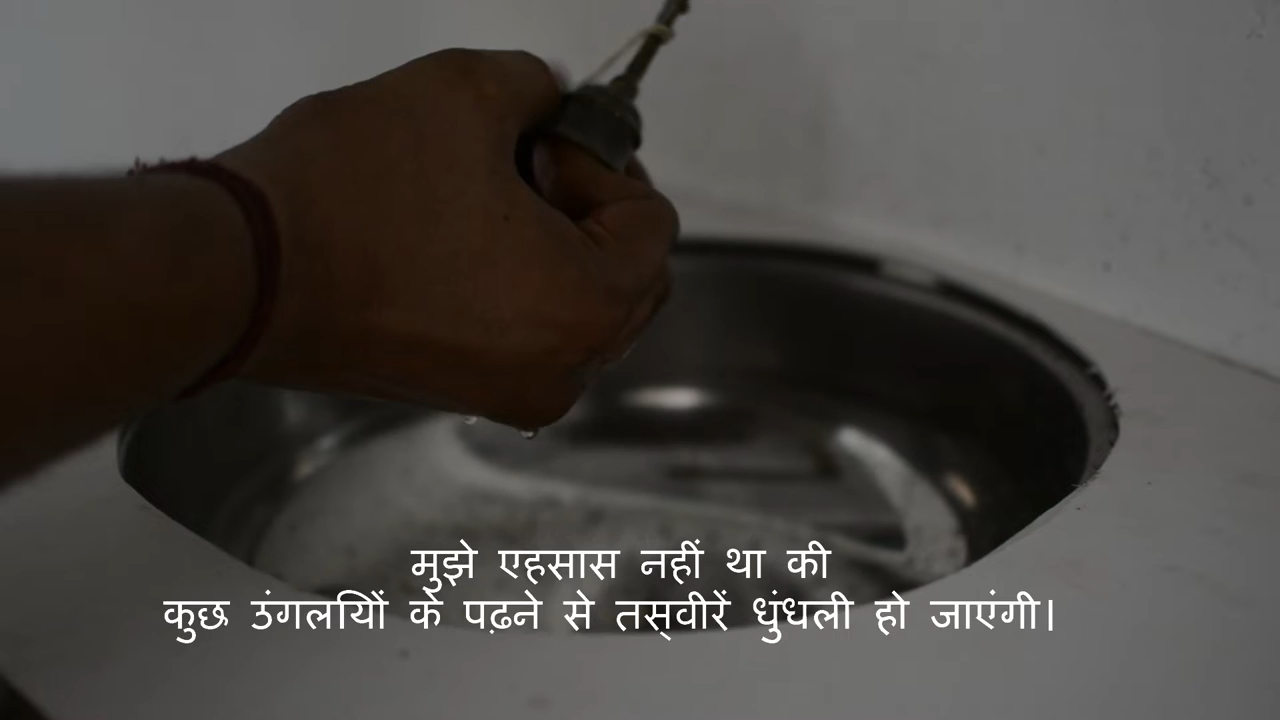 मुझे एहसास नहीं था की
कुछ उंगलियों के पढ़ने से तस्वीरें धुंधली हो जाएंगी।